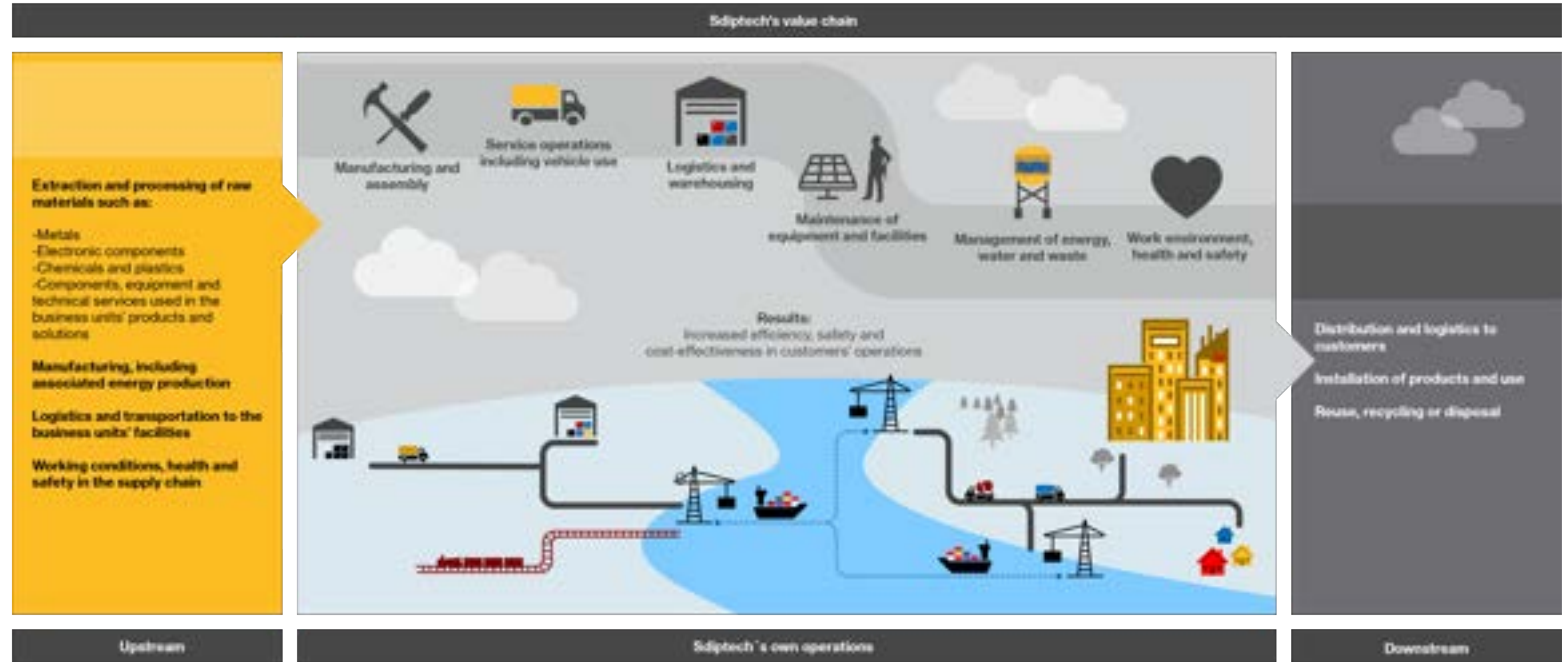 Sdiptech's value chain
Extraction and processing of raw
materials such as:
-Metals
-Electronic components
-Chemicals and plastics
-Components, equipment and
technical services used in the
business units' products and
solutions
Manufacturing, including
associated energy production
Logistics and transportation to the
business units' facilities
Working conditions, health and
safety in the supply chain
Upstream
Manufacturing and
assembly
Service operations
including vehicle use
Logistics and
warehousing
Maintenance of
equipment and facilities
Management of energy,
water and waste
Work environment,
health and safety
Results:
Increased efficiency, safety and
cost-effectiveness in customers' operations
Sdiptech´s own operations
Distribution and logistics to
customers
Installation of products and use
Reuse, recycling or disposal
Downstream